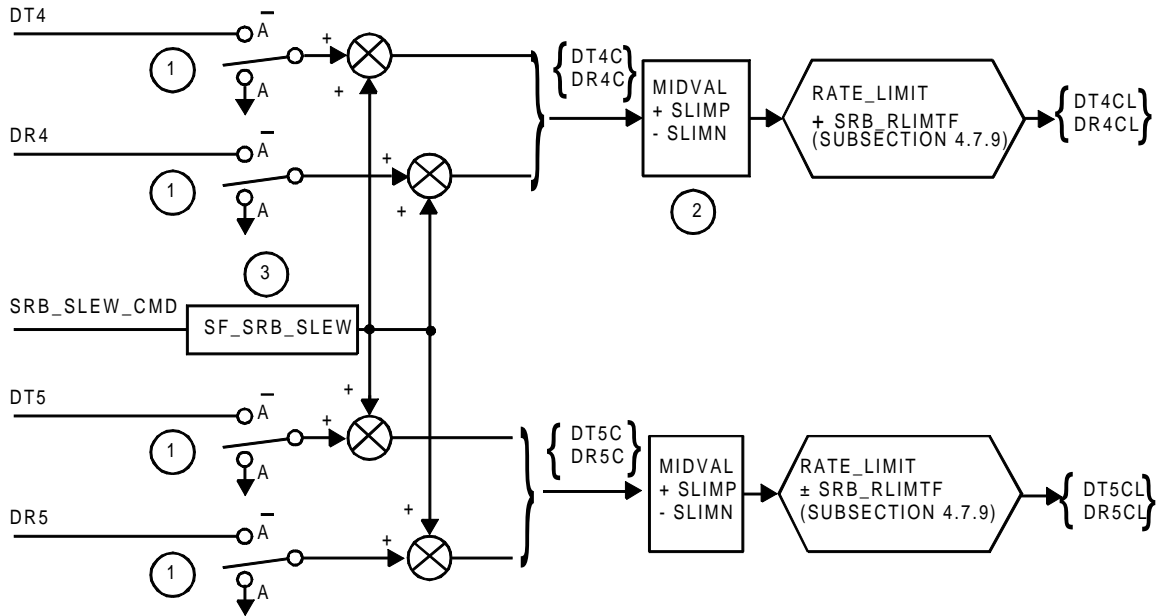 DT4
A̅
1
A
+
+
{ DT4C
DR4C }
MIDVAL
+ SLIMP
- SLIMN
RATE_LIMIT
± SRB_RLIMTF
(SUBSECTION 4.7.9)
{ DT4CL
DR4CL }
DR4
A̅
1
A
+
+
2
3
SRB_SLEW_CMD
SF_SRB_SLEW
DT5
A̅
1
A
+
+
{ DT5C
DR5C }
MIDVAL
+ SLIMP
- SLIMN
RATE_LIMIT
± SRB_RLIMTF
(SUBSECTION 4.7.9)
{ DT5CL
DR5CL }
DR5
A̅
1
A
+
+